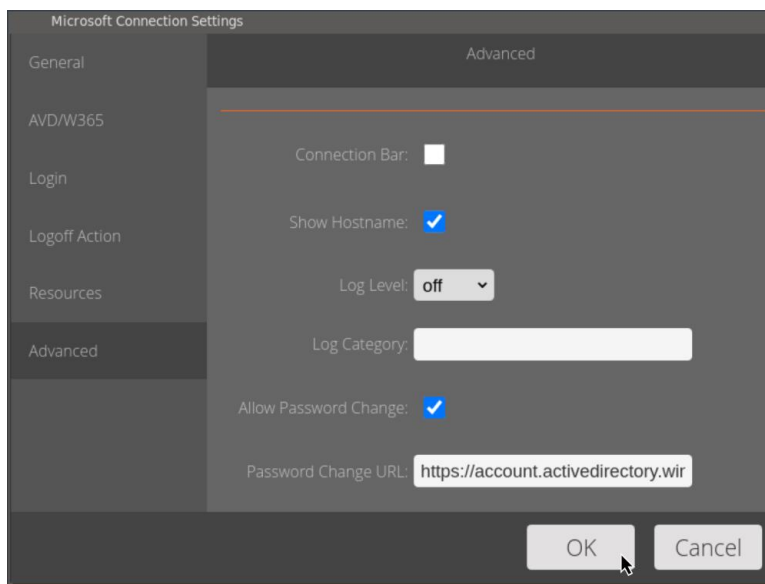 Microsoft Connection Settings
General
AVD/W365
Login
Logoff Action
Resources
Advanced
Advanced
Connection Bar:
Show Hostname:
Log Level: off
Log Category:
Allow Password Change:
Password Change URL: https://account.activedirectory.wir
OK
Cancel